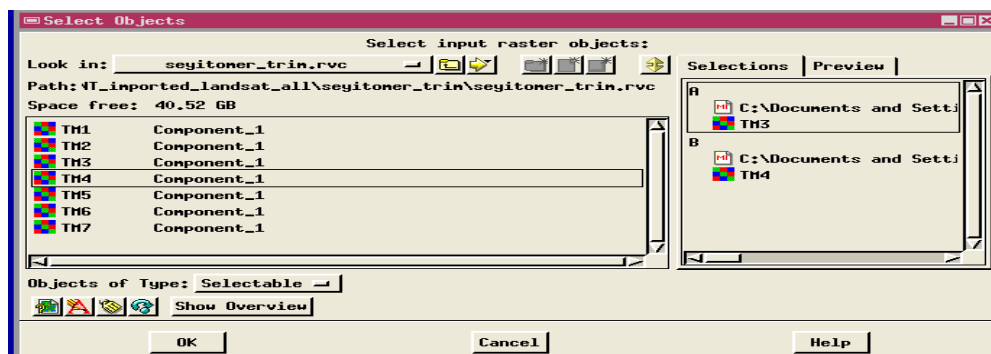 Select Objects
Select input raster objects:
Look in: seyitomer_trim.rvc
Path: \T_imported_landsat_all\seyitomer_trim\seyitomer_trim.rvc
Space free: 40.52 GB
TM1 Component_1
TM2 Component_1
TM3 Component_1
TM4 Component_1
TM5 Component_1
TM6 Component_1
TM7 Component_1
Objects of Type: Selectable
Show Overview
Selections Preview
A
C:\Documents and Setti
TM3
B
C:\Documents and Setti
TM4
OK Cancel Help